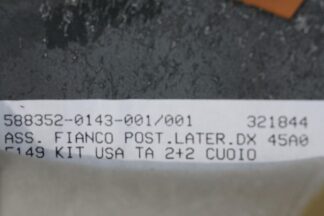 588352-0143-001/001 321844
ASS. FIANCO POST.LATER.DX 45A0
F149 KIT USA TA 2+2 CUOIO